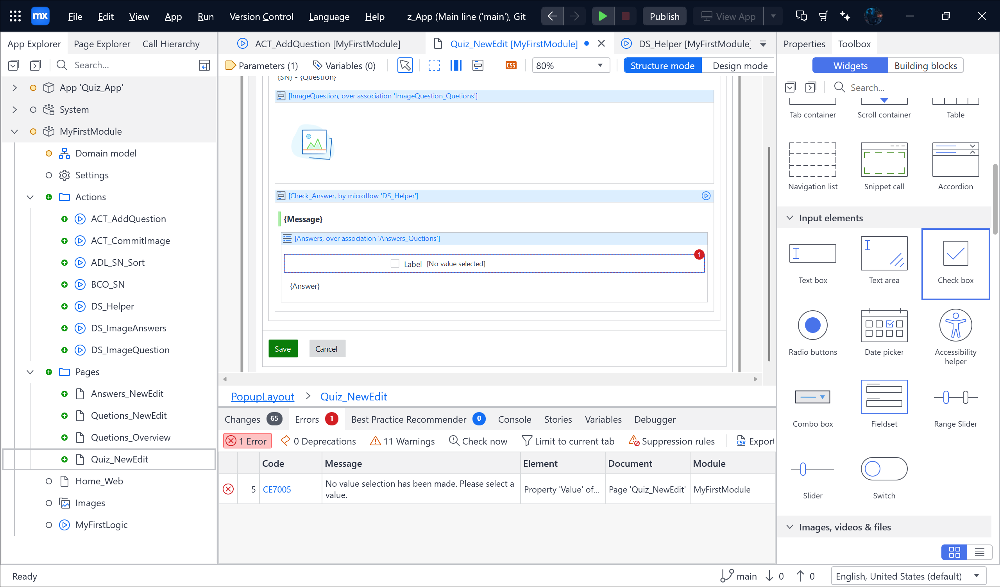 mx File Edit View App Run Version Control Language Help z_App (Main line ('main'), Git Publish View App
App Explorer Page Explorer Call Hierarchy
Search...
App 'Quiz_App'
System
MyFirstModule
Domain model
Settings
Actions
ACT_AddQuestion
ACT_CommitImage
ADL_SN_Sort
BCO_SN
DS_Helper
DS_ImageAnswers
DS_ImageQuestion
Pages
Answers_NewEdit
Quetions_NewEdit
Quetions_Overview
Quiz_NewEdit
Home_Web
Images
MyFirstLogic
ACT_AddQuestion [MyFirstModule] Quiz_NewEdit [MyFirstModule] DS_Helper [MyFirstModule]
Parameters (1) Variables (0) CSS 80% Structure mode Design mode
{SN} - {Question}
[ImageQuestion, over association 'ImageQuestion_Quetions']
[Check_Answer, by microflow 'DS_Helper']
{Message}
[Answers, over association 'Answers_Quetions']
1
Label [No value selected]
{Answer}
Save Cancel
PopupLayout > Quiz_NewEdit
Changes 65 Errors 1 Best Practice Recommender 0 Console Stories Variables Debugger
1 Error 0 Deprecations 11 Warnings Check now Limit to current tab Suppression rules CSV Export
Code Message Element Document Module
5 CE7005 No value selection has been made. Please select a value. Property 'Value' of... Page 'Quiz_NewEdit' MyFirstModule
Properties Toolbox
Widgets Building blocks
Search...
Tab container Scroll container Table
Navigation list Snippet call Accordion
Input elements
Text box Text area Check box
Radio buttons Date picker Accessibility helper
Combo box Fieldset Range Slider
Slider Switch
Images, videos & files
Ready main 0 0 English, United States (default)